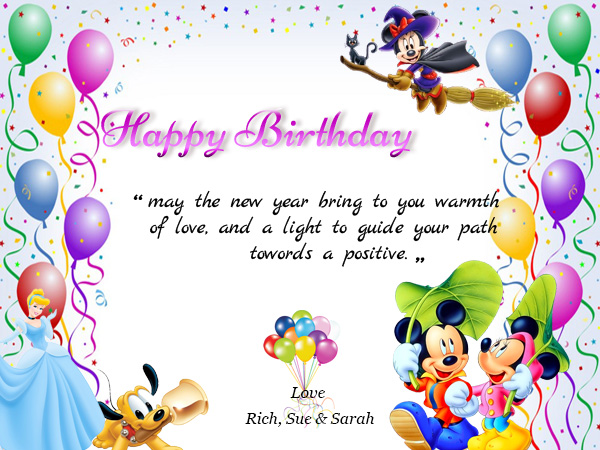 Happy Birthday
“ may the new year bring to you warmth
of love, and a light to guide your path
towords a positive. „
Love
Rich, Sue & Sarah